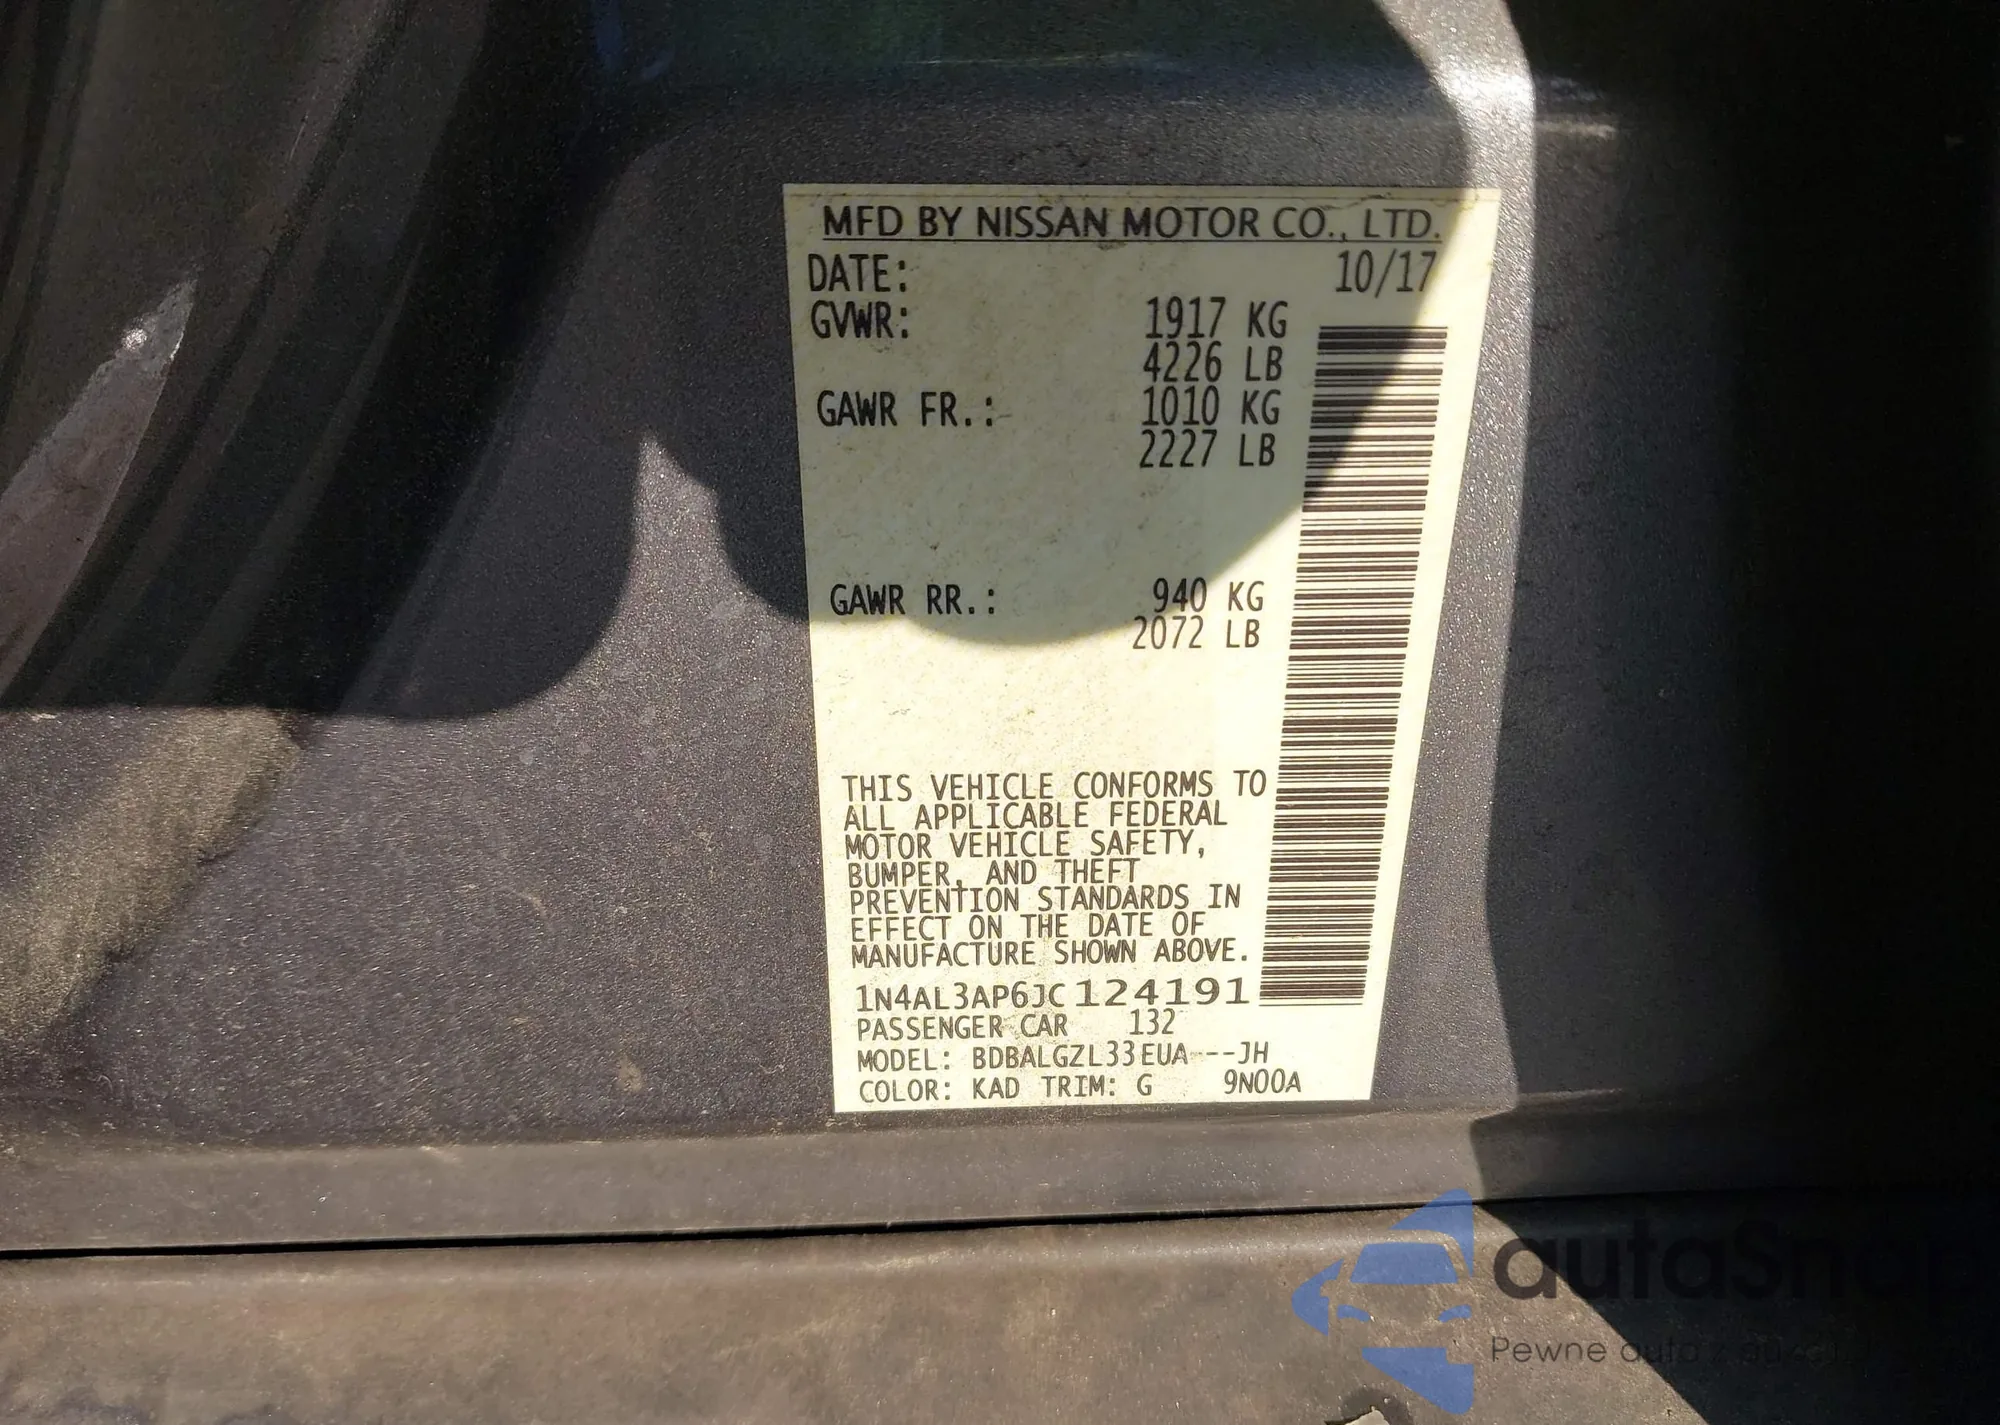 MFD BY NISSAN MOTOR CO., LTD.
DATE: 10/17
GVWR: 1917 KG
4226 LB
GAWR FR.: 1010 KG
2227 LB
GAWR RR.: 940 KG
2072 LB
THIS VEHICLE CONFORMS TO
ALL APPLICABLE FEDERAL
MOTOR VEHICLE SAFETY,
BUMPER, AND THEFT
PREVENTION STANDARDS IN
EFFECT ON THE DATE OF
MANUFACTURE SHOWN ABOVE.
1N4AL3AP6JC124191
PASSENGER CAR 132
MODEL: BDBALGZL33EUA---JH
COLOR: KAD TRIM: G 9N00A
autaSnap
Pewne auto z